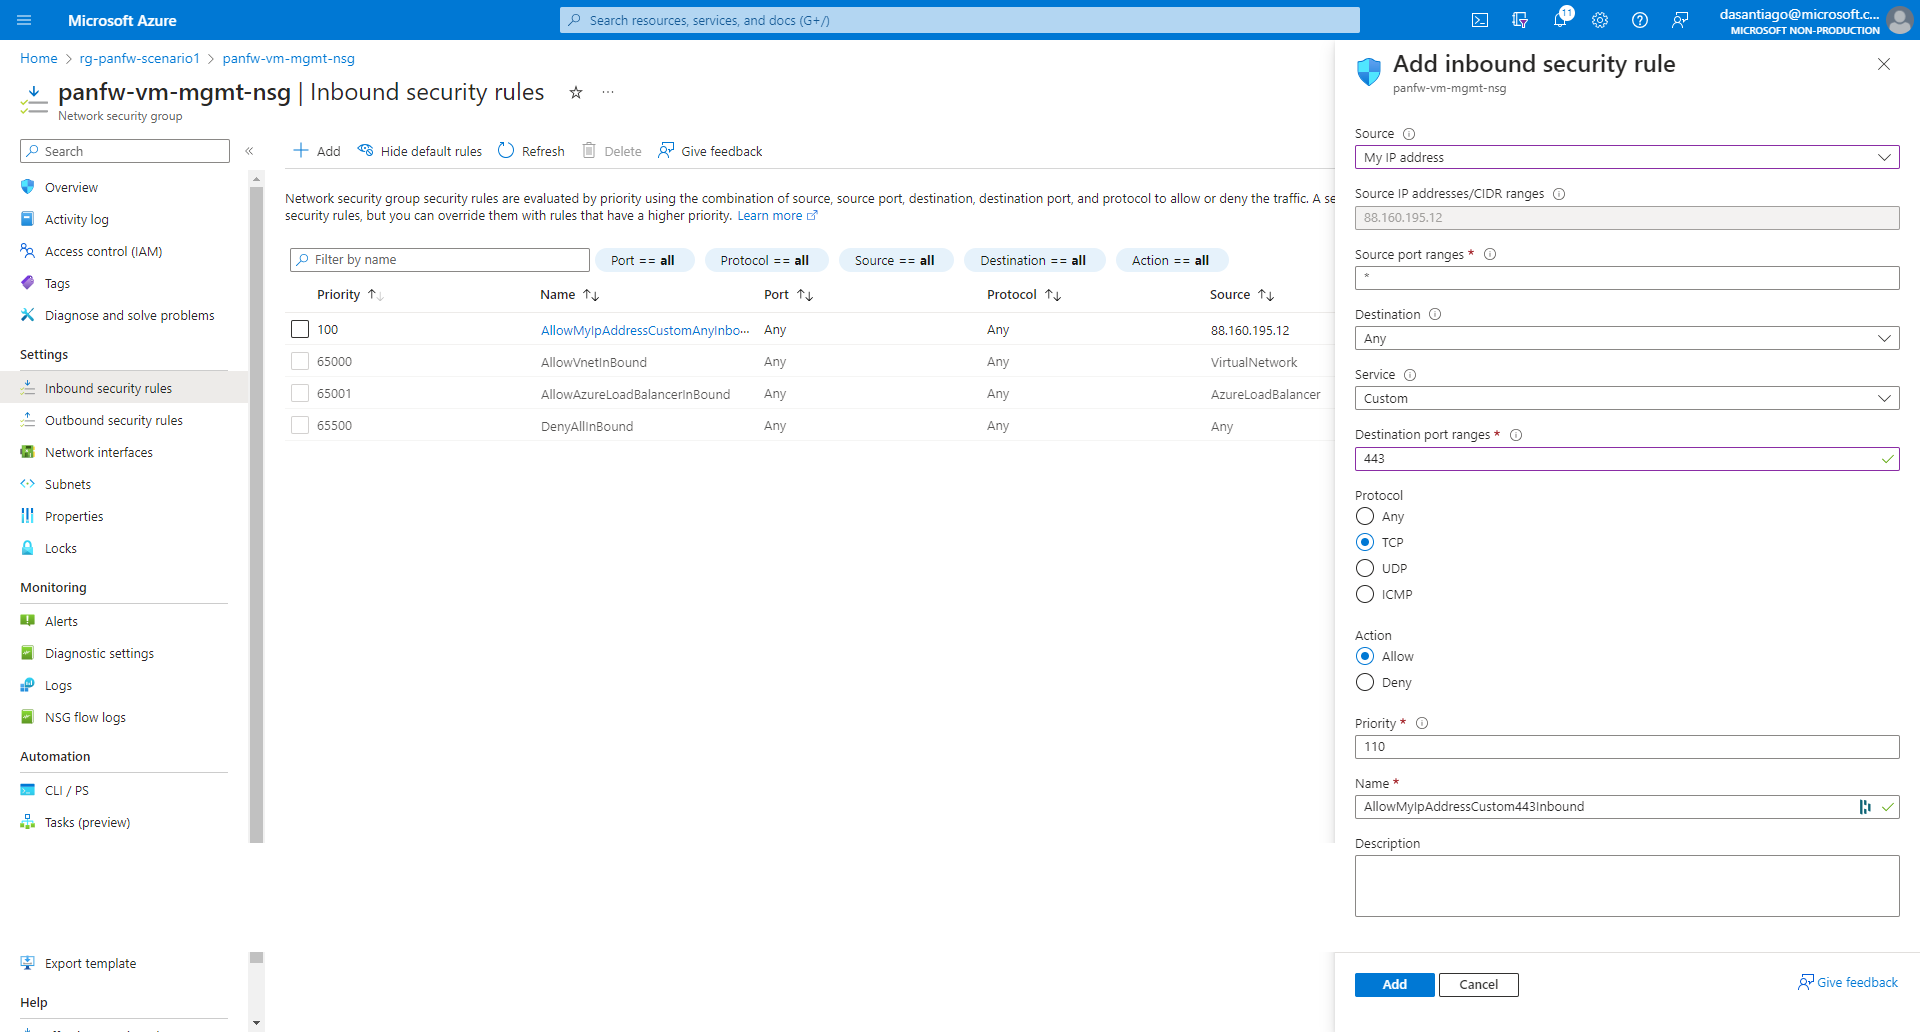 Microsoft Azure
Search resources, services, and docs (G+/)
11
dasantiago@microsoft.c...
MICROSOFT NON-PRODUCTION
Home > rg-panfw-scenario1 > panfw-vm-mgmt-nsg
panfw-vm-mgmt-nsg | Inbound security rules
Network security group
Search
Overview
Activity log
Access control (IAM)
Tags
Diagnose and solve problems
Settings
Inbound security rules
Outbound security rules
Network interfaces
Subnets
Properties
Locks
Monitoring
Alerts
Diagnostic settings
Logs
NSG flow logs
Automation
CLI / PS
Tasks (preview)
Export template
Help
Add Hide default rules Refresh Delete Give feedback
Network security group security rules are evaluated by priority using the combination of source, source port, destination, destination port, and protocol to allow or deny the traffic. A se
security rules, but you can override them with rules that have a higher priority. Learn more
Filter by name Port == all Protocol == all Source == all Destination == all Action == all
Priority Name Port Protocol Source
100 AllowMyIpAddressCustomAnyInbo... Any Any 88.160.195.12
65000 AllowVnetInBound Any Any VirtualNetwork
65001 AllowAzureLoadBalancerInBound Any Any AzureLoadBalancer
65500 DenyAllInBound Any Any Any
Add inbound security rule
panfw-vm-mgmt-nsg
Source
My IP address
Source IP addresses/CIDR ranges
88.160.195.12
Source port ranges *
*
Destination
Any
Service
Custom
Destination port ranges *
443
Protocol
Any
TCP
UDP
ICMP
Action
Allow
Deny
Priority *
110
Name *
AllowMyIpAddressCustom443Inbound
Description
Add Cancel Give feedback